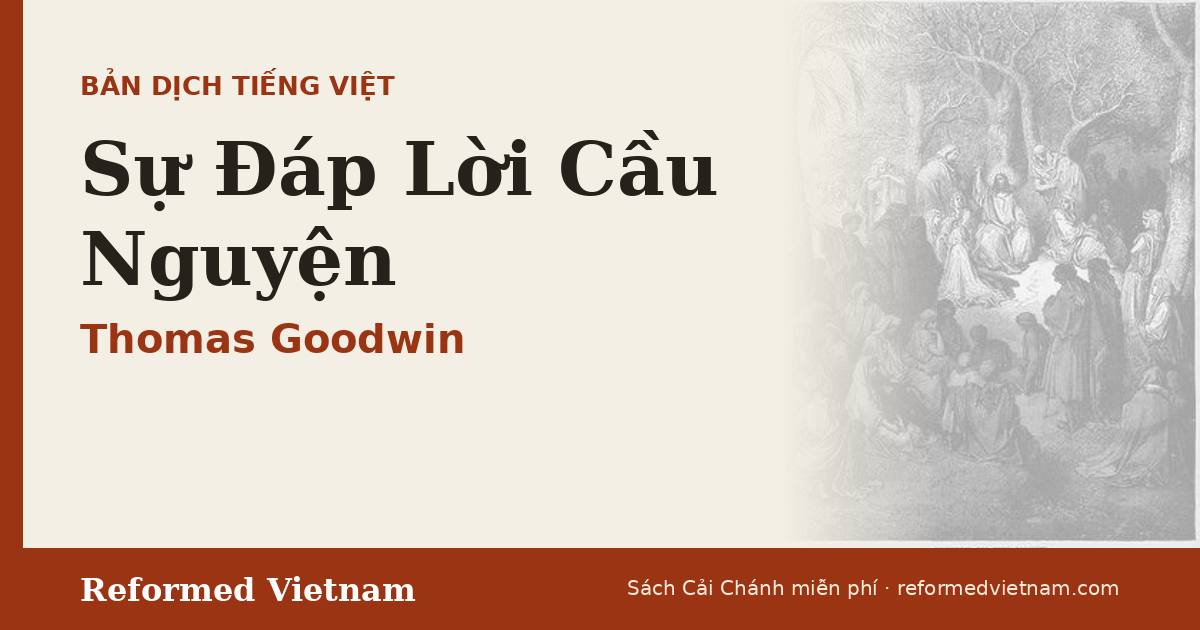 BẢN DỊCH TIẾNG VIỆT
Sự Đáp Lời Cầu
Nguyện
Thomas Goodwin
Reformed Vietnam
Sách Cải Chánh miễn phí · reformedvietnam.com